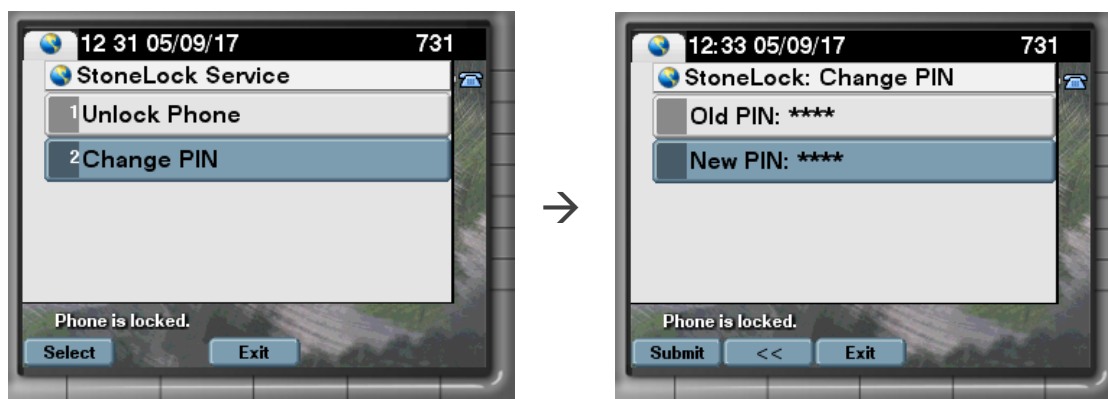 12 31 05/09/17 731
StoneLock Service
1 Unlock Phone
2 Change PIN
Phone is locked.
Select Exit
→
12:33 05/09/17 731
StoneLock: Change PIN
Old PIN: ****
New PIN: ****
Phone is locked.
Submit << Exit